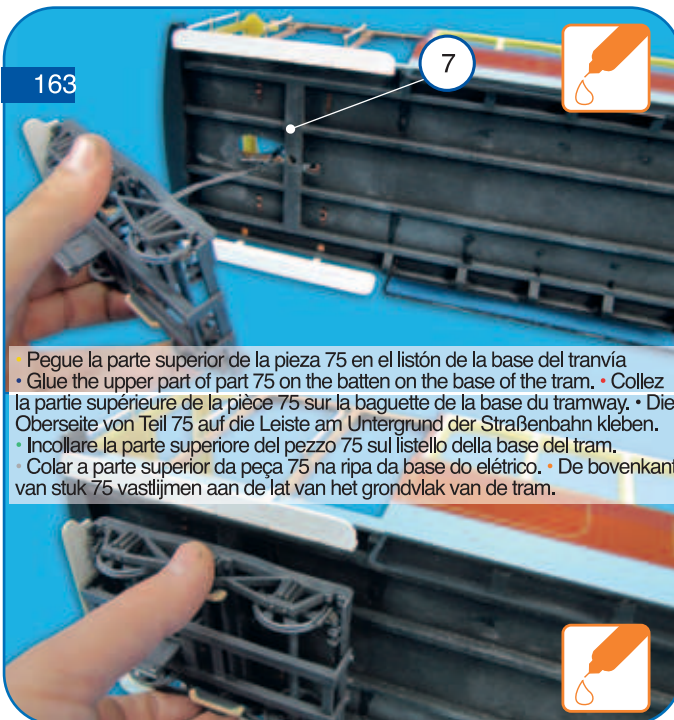 163
7
• Pegue la parte superior de la pieza 75 en el listón de la base del tranvía
• Glue the upper part of part 75 on the batten on the base of the tram. • Collez
la partie supérieure de la pièce 75 sur la baguette de la base du tramway. • Die
Oberseite von Teil 75 auf die Leiste am Untergrund der Straßenbahn kleben.
• Incollare la parte superiore del pezzo 75 sul listello della base del tram.
• Colar a parte superior da peça 75 na ripa da base do elétrico. • De bovenkant
van stuk 75 vastlijmen aan de lat van het grondvlak van de tram.